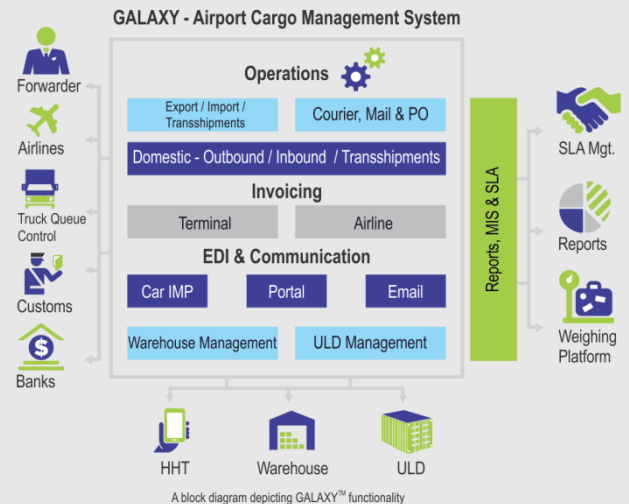 GALAXY - Airport Cargo Management System
Operations
Export / Import /
Transshipments
Courier, Mail & PO
Domestic - Outbound / Inbound / Transshipments
Invoicing
Terminal
Airline
EDI & Communication
Car IMP
Portal
Email
Warehouse Management
ULD Management
Forwarder
Airlines
Truck Queue
Control
Customs
$
Banks
Reports, MIS & SLA
SLA Mgt.
Reports
Weighing
Platform
HHT
Warehouse
ULD
A block diagram depicting GALAXY™ functionality